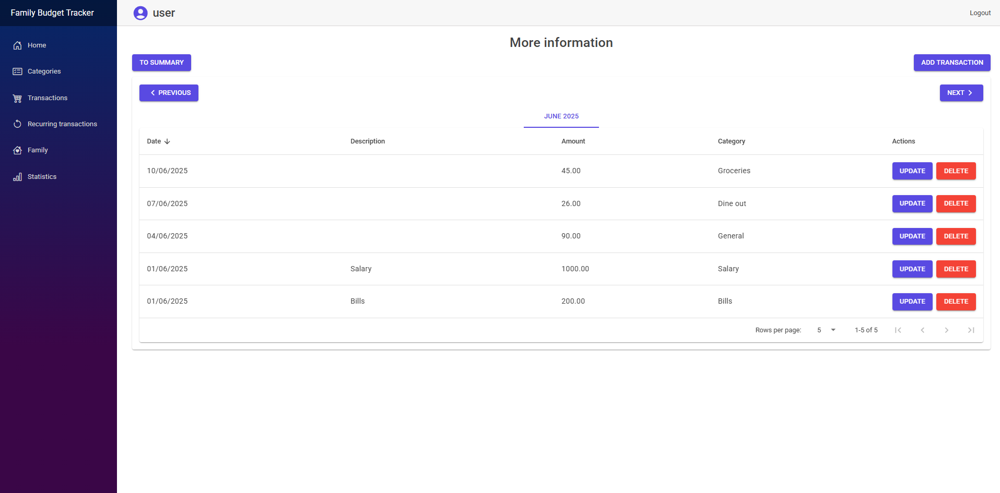 Family Budget Tracker
user
Logout
Home
Categories
Transactions
Recurring transactions
Family
Statistics
More information
TO SUMMARY
ADD TRANSACTION
PREVIOUS
NEXT
JUNE 2025
Date Description Amount Category Actions
10/06/2025 45.00 Groceries UPDATE DELETE
07/06/2025 26.00 Dine out UPDATE DELETE
04/06/2025 90.00 General UPDATE DELETE
01/06/2025 Salary 1000.00 Salary UPDATE DELETE
01/06/2025 Bills 200.00 Bills UPDATE DELETE
Rows per page: 5 1-5 of 5